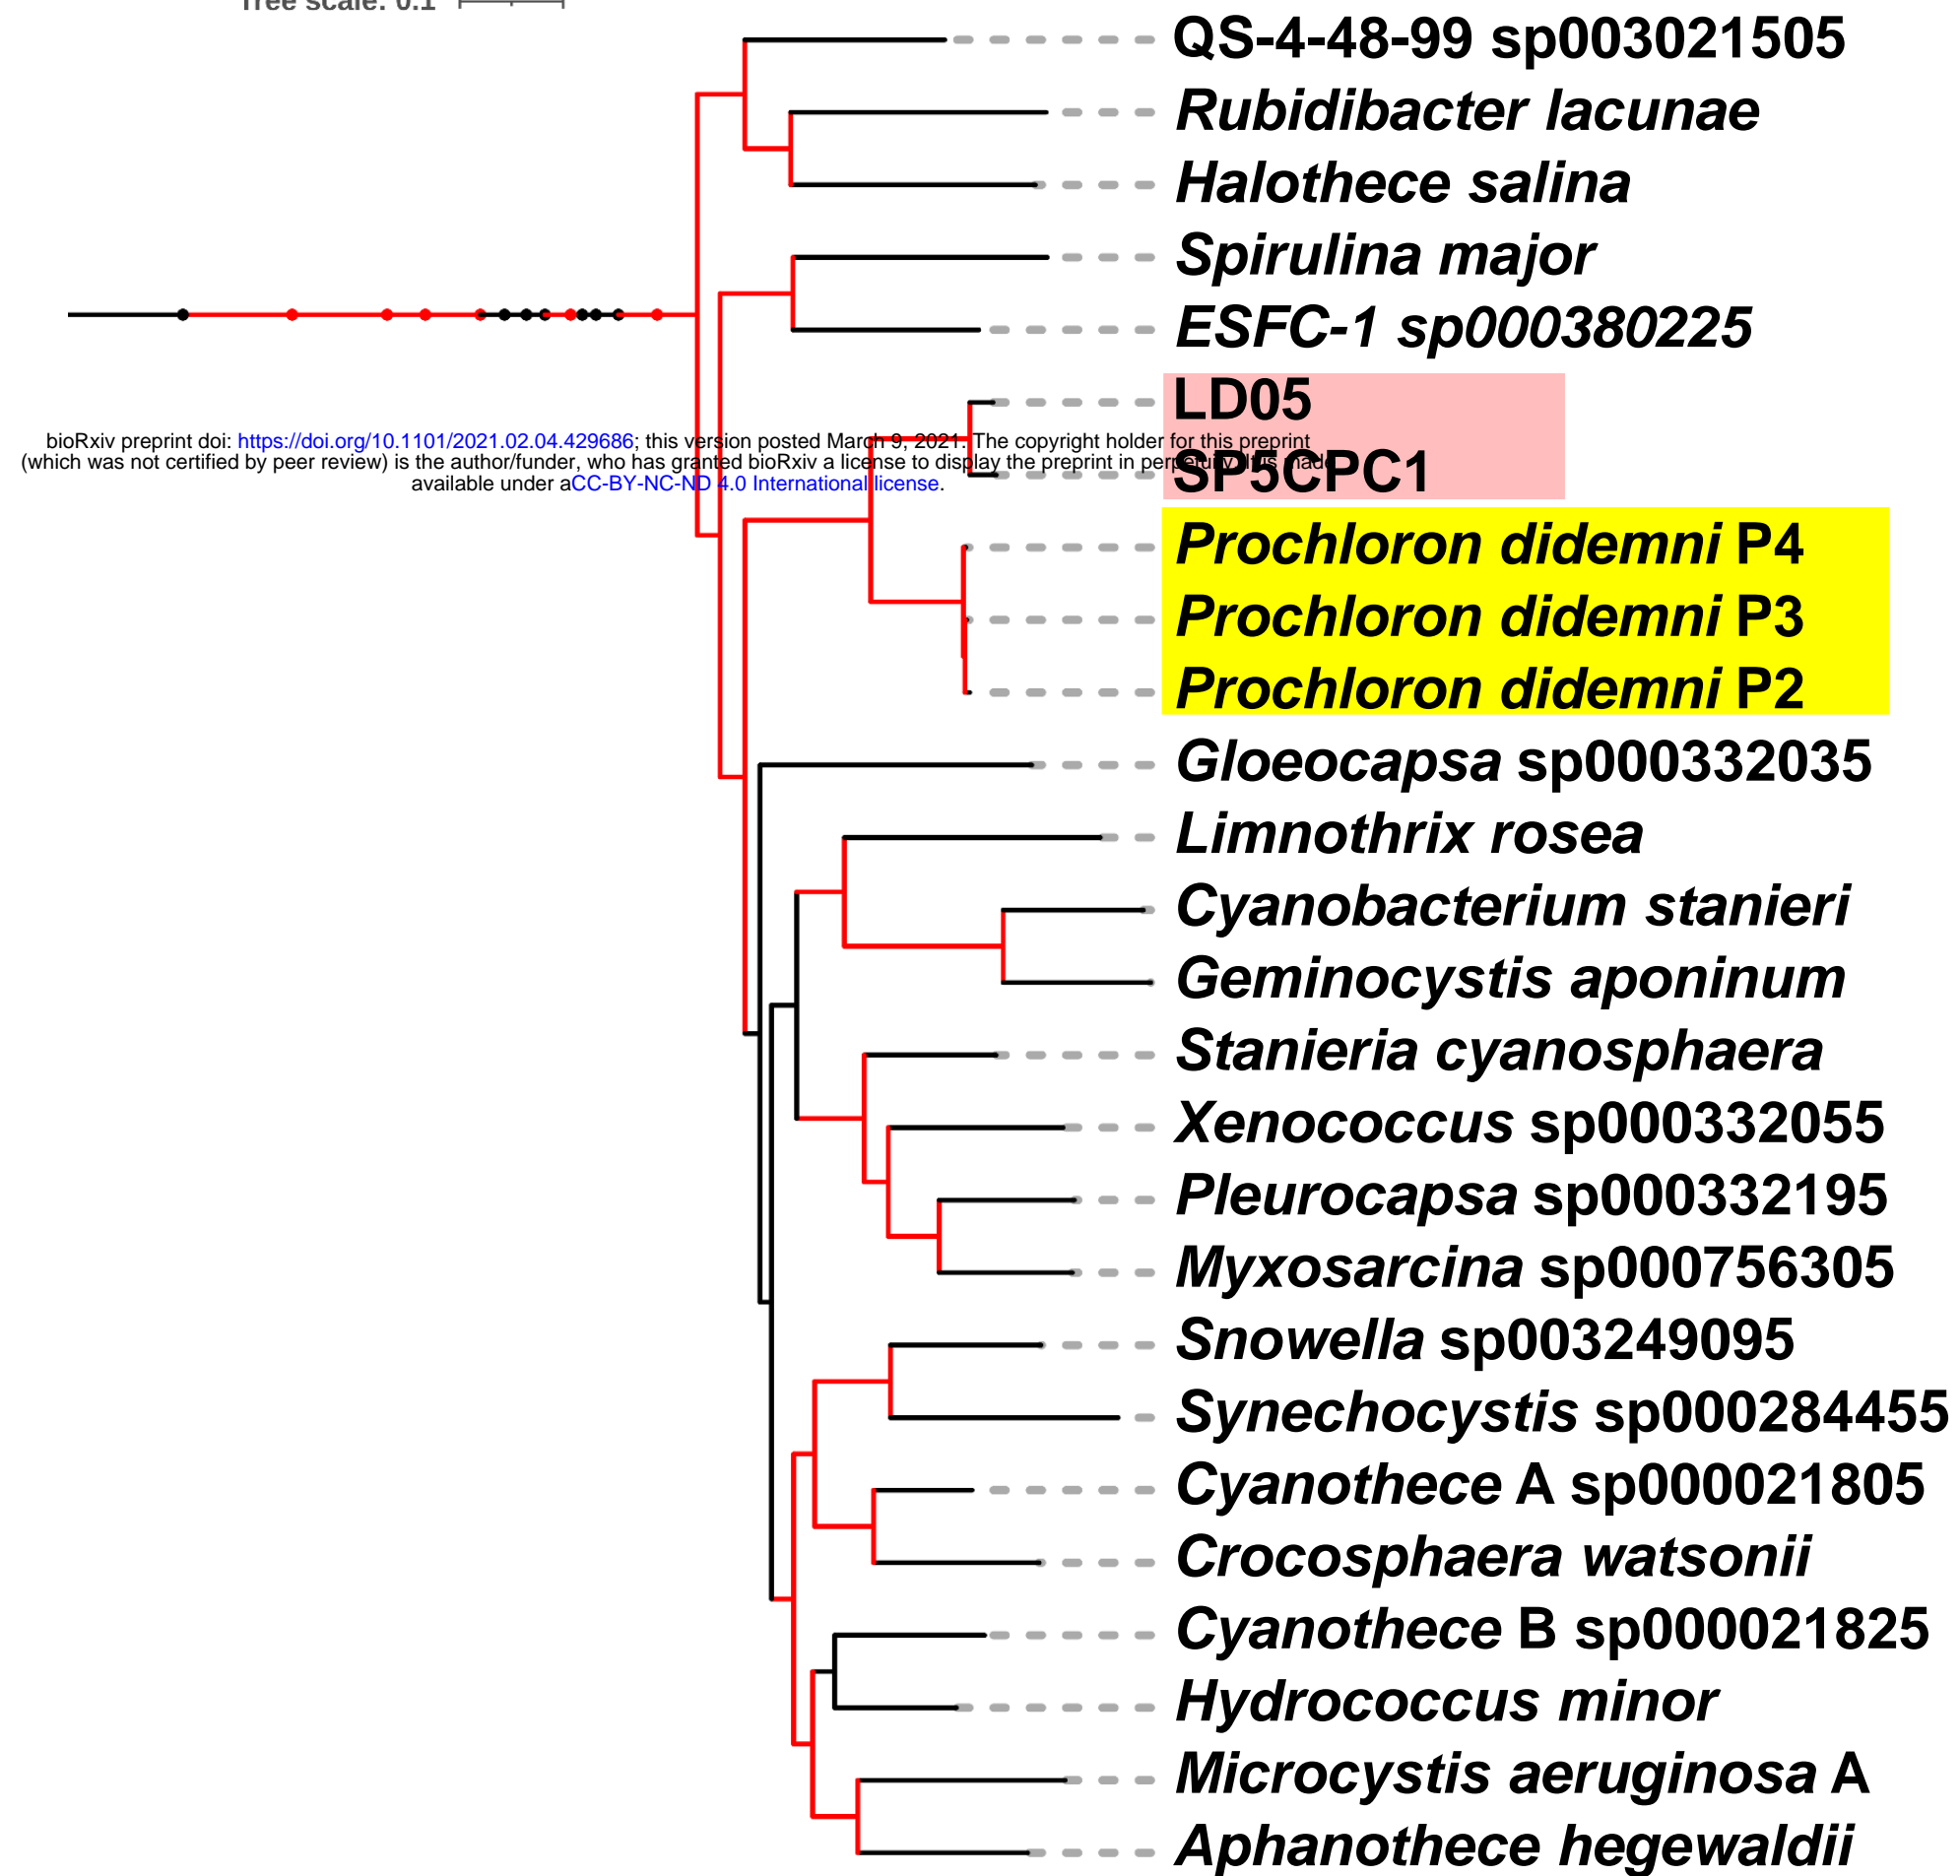 Tree scale: 0.1
QS-4-48-99 sp003021505
Rubidibacter lacunae
Halothece salina
Spirulina major
ESFC-1 sp000380225
LD05
bioRxiv preprint doi: https://doi.org/10.1101/2021.02.04.429686; this version posted March 9, 2021. The copyright holder for this preprint
(which was not certified by peer review) is the author/funder, who has granted bioRxiv a license to display the preprint in perpetuity. It is made
available under aCC-BY-NC-ND 4.0 International license.
SP5CPC1
Prochloron didemni P4
Prochloron didemni P3
Prochloron didemni P2
Gloeocapsa sp000332035
Limnothrix rosea
Cyanobacterium stanieri
Geminocystis aponinum
Stanieria cyanosphaera
Xenococcus sp000332055
Pleurocapsa sp000332195
Myxosarcina sp000756305
Snowella sp003249095
Synechocystis sp000284455
Cyanothece A sp000021805
Crocosphaera watsonii
Cyanothece B sp000021825
Hydrococcus minor
Microcystis aeruginosa A
Aphanothece hegewaldii